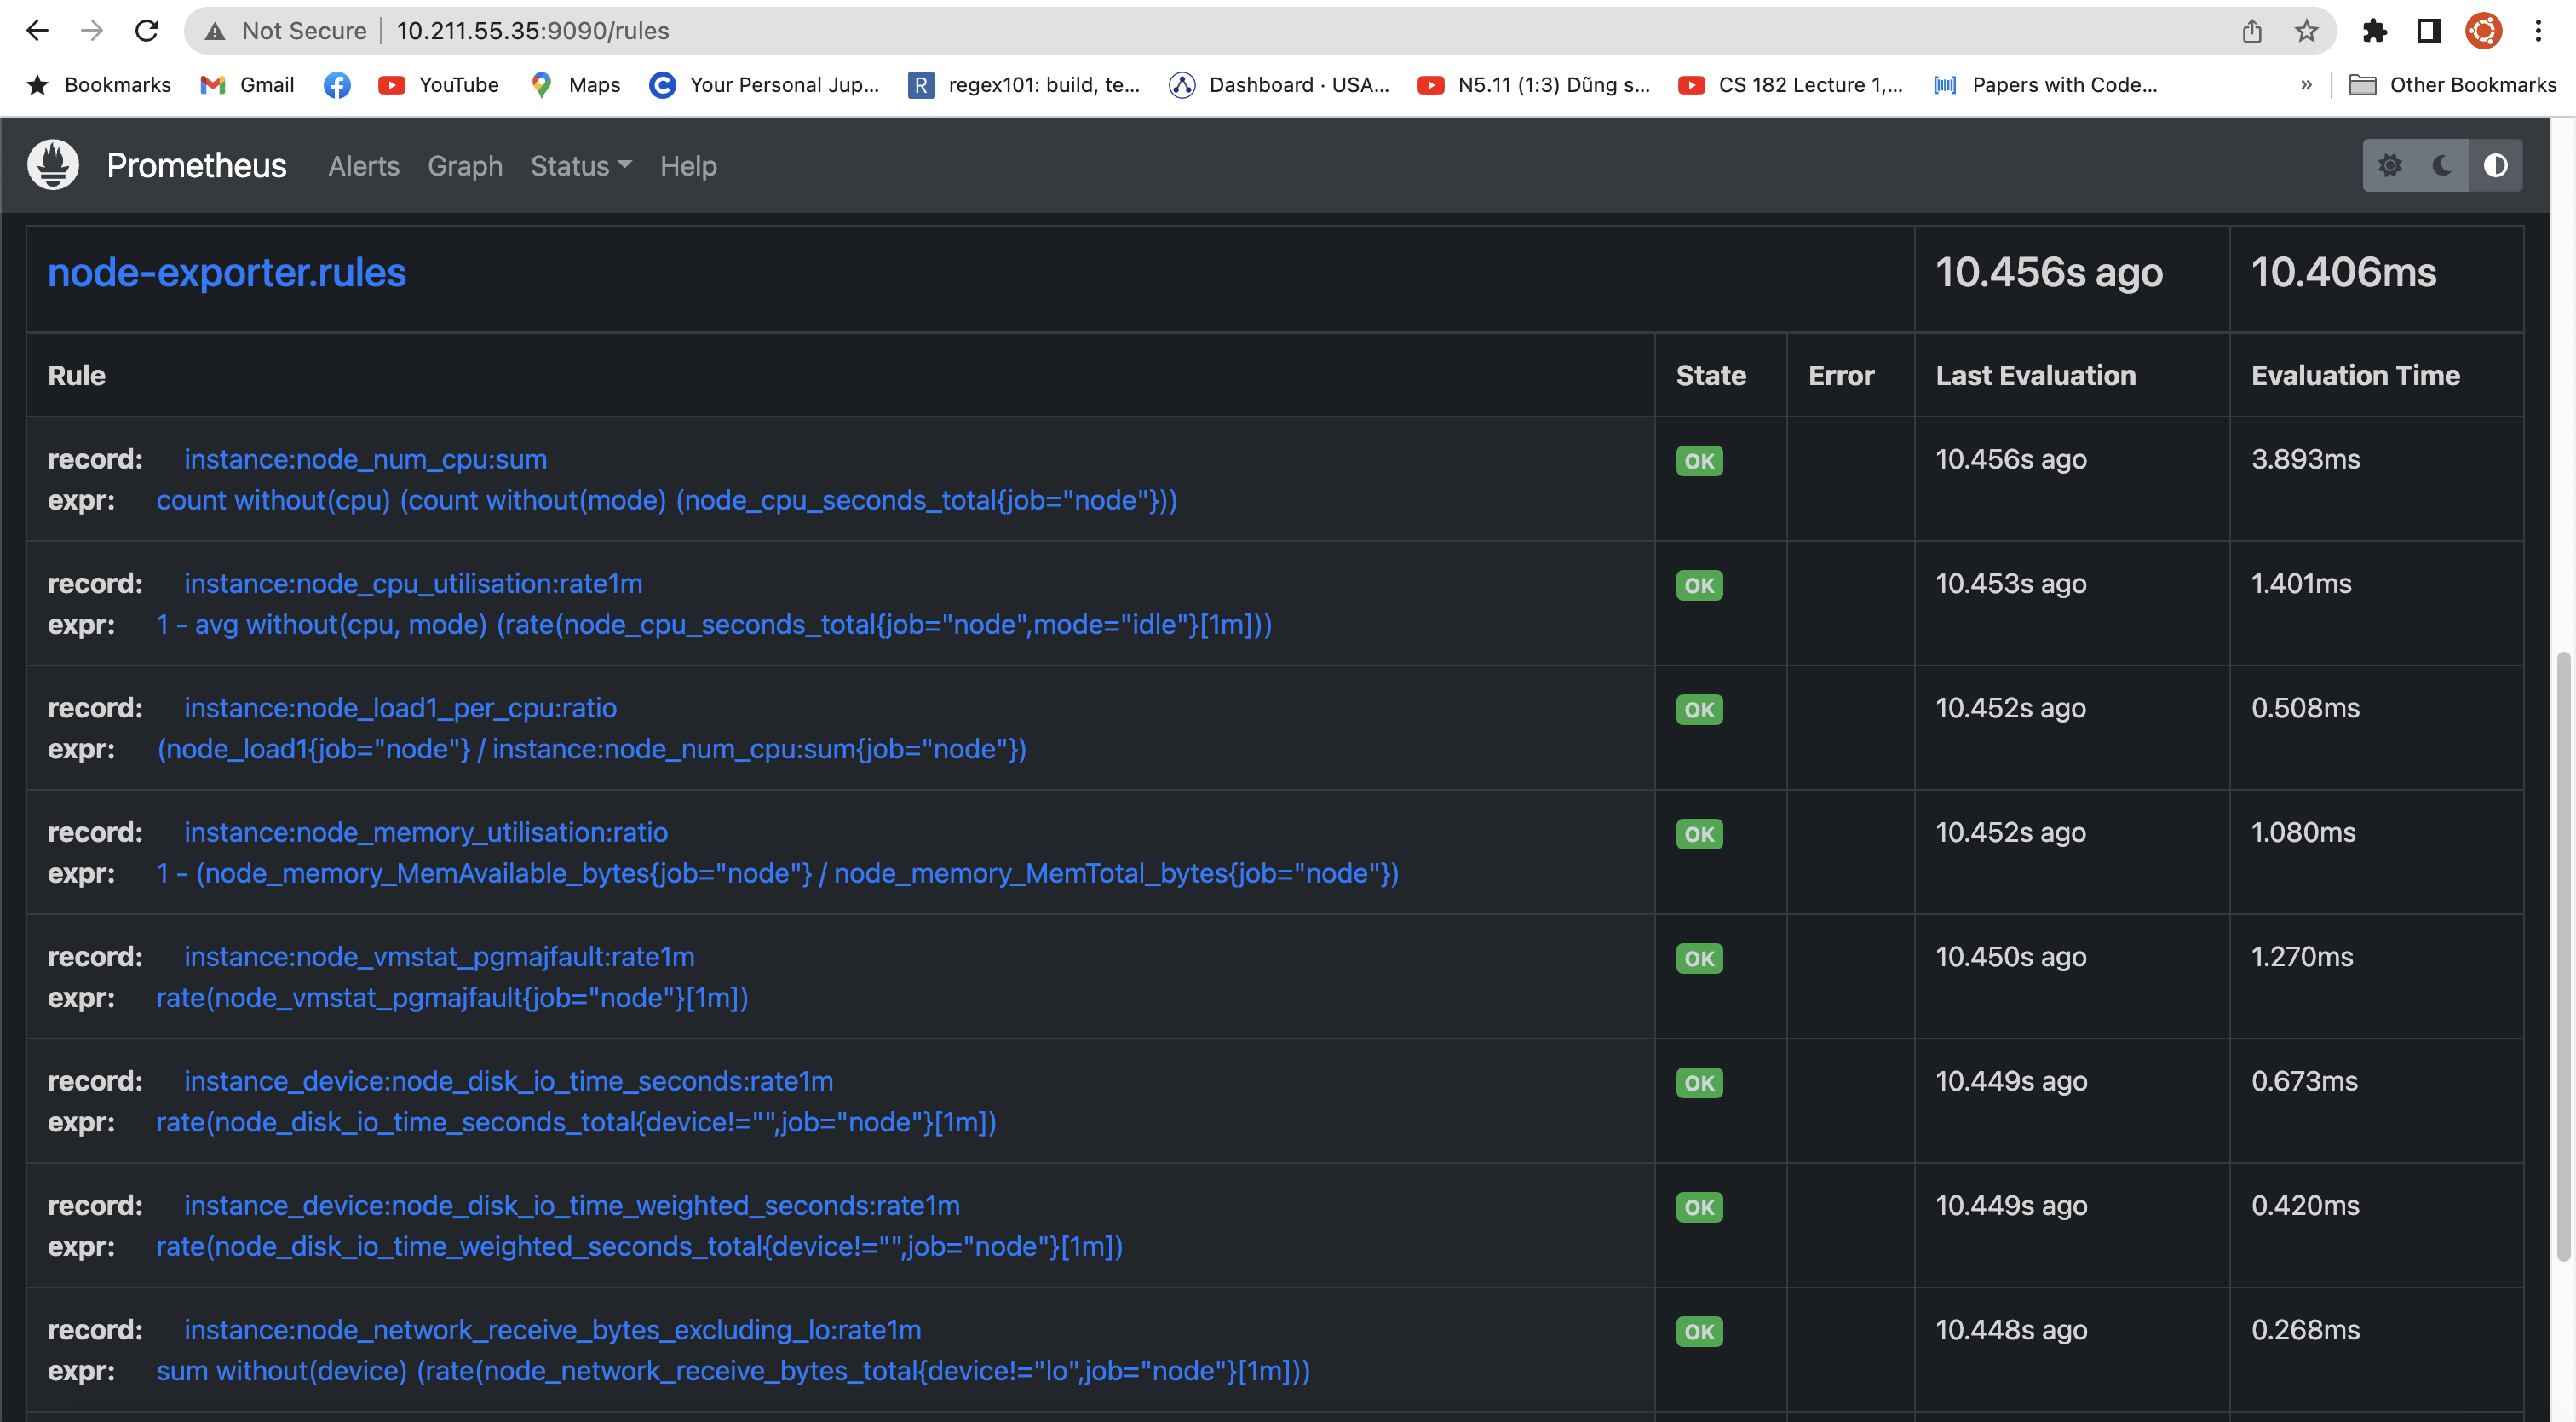 Not Secure 10.211.55.35:9090/rules
Bookmarks Gmail YouTube Maps Your Personal Jup... regex101: build, te... Dashboard · USA... N5.11 (1:3) Dũng s... CS 182 Lecture 1,... Papers with Code... » Other Bookmarks
Prometheus Alerts Graph Status Help
node-exporter.rules 10.456s ago 10.406ms
Rule State Error Last Evaluation Evaluation Time
record: instance:node_num_cpu:sum OK 10.456s ago 3.893ms
expr: count without(cpu) (count without(mode) (node_cpu_seconds_total{job="node"}))
record: instance:node_cpu_utilisation:rate1m OK 10.453s ago 1.401ms
expr: 1 - avg without(cpu, mode) (rate(node_cpu_seconds_total{job="node",mode="idle"}[1m]))
record: instance:node_load1_per_cpu:ratio OK 10.452s ago 0.508ms
expr: (node_load1{job="node"} / instance:node_num_cpu:sum{job="node"})
record: instance:node_memory_utilisation:ratio OK 10.452s ago 1.080ms
expr: 1 - (node_memory_MemAvailable_bytes{job="node"} / node_memory_MemTotal_bytes{job="node"})
record: instance:node_vmstat_pgmajfault:rate1m OK 10.450s ago 1.270ms
expr: rate(node_vmstat_pgmajfault{job="node"}[1m])
record: instance_device:node_disk_io_time_seconds:rate1m OK 10.449s ago 0.673ms
expr: rate(node_disk_io_time_seconds_total{device!="",job="node"}[1m])
record: instance_device:node_disk_io_time_weighted_seconds:rate1m OK 10.449s ago 0.420ms
expr: rate(node_disk_io_time_weighted_seconds_total{device!="",job="node"}[1m])
record: instance:node_network_receive_bytes_excluding_lo:rate1m OK 10.448s ago 0.268ms
expr: sum without(device) (rate(node_network_receive_bytes_total{device!="lo",job="node"}[1m]))